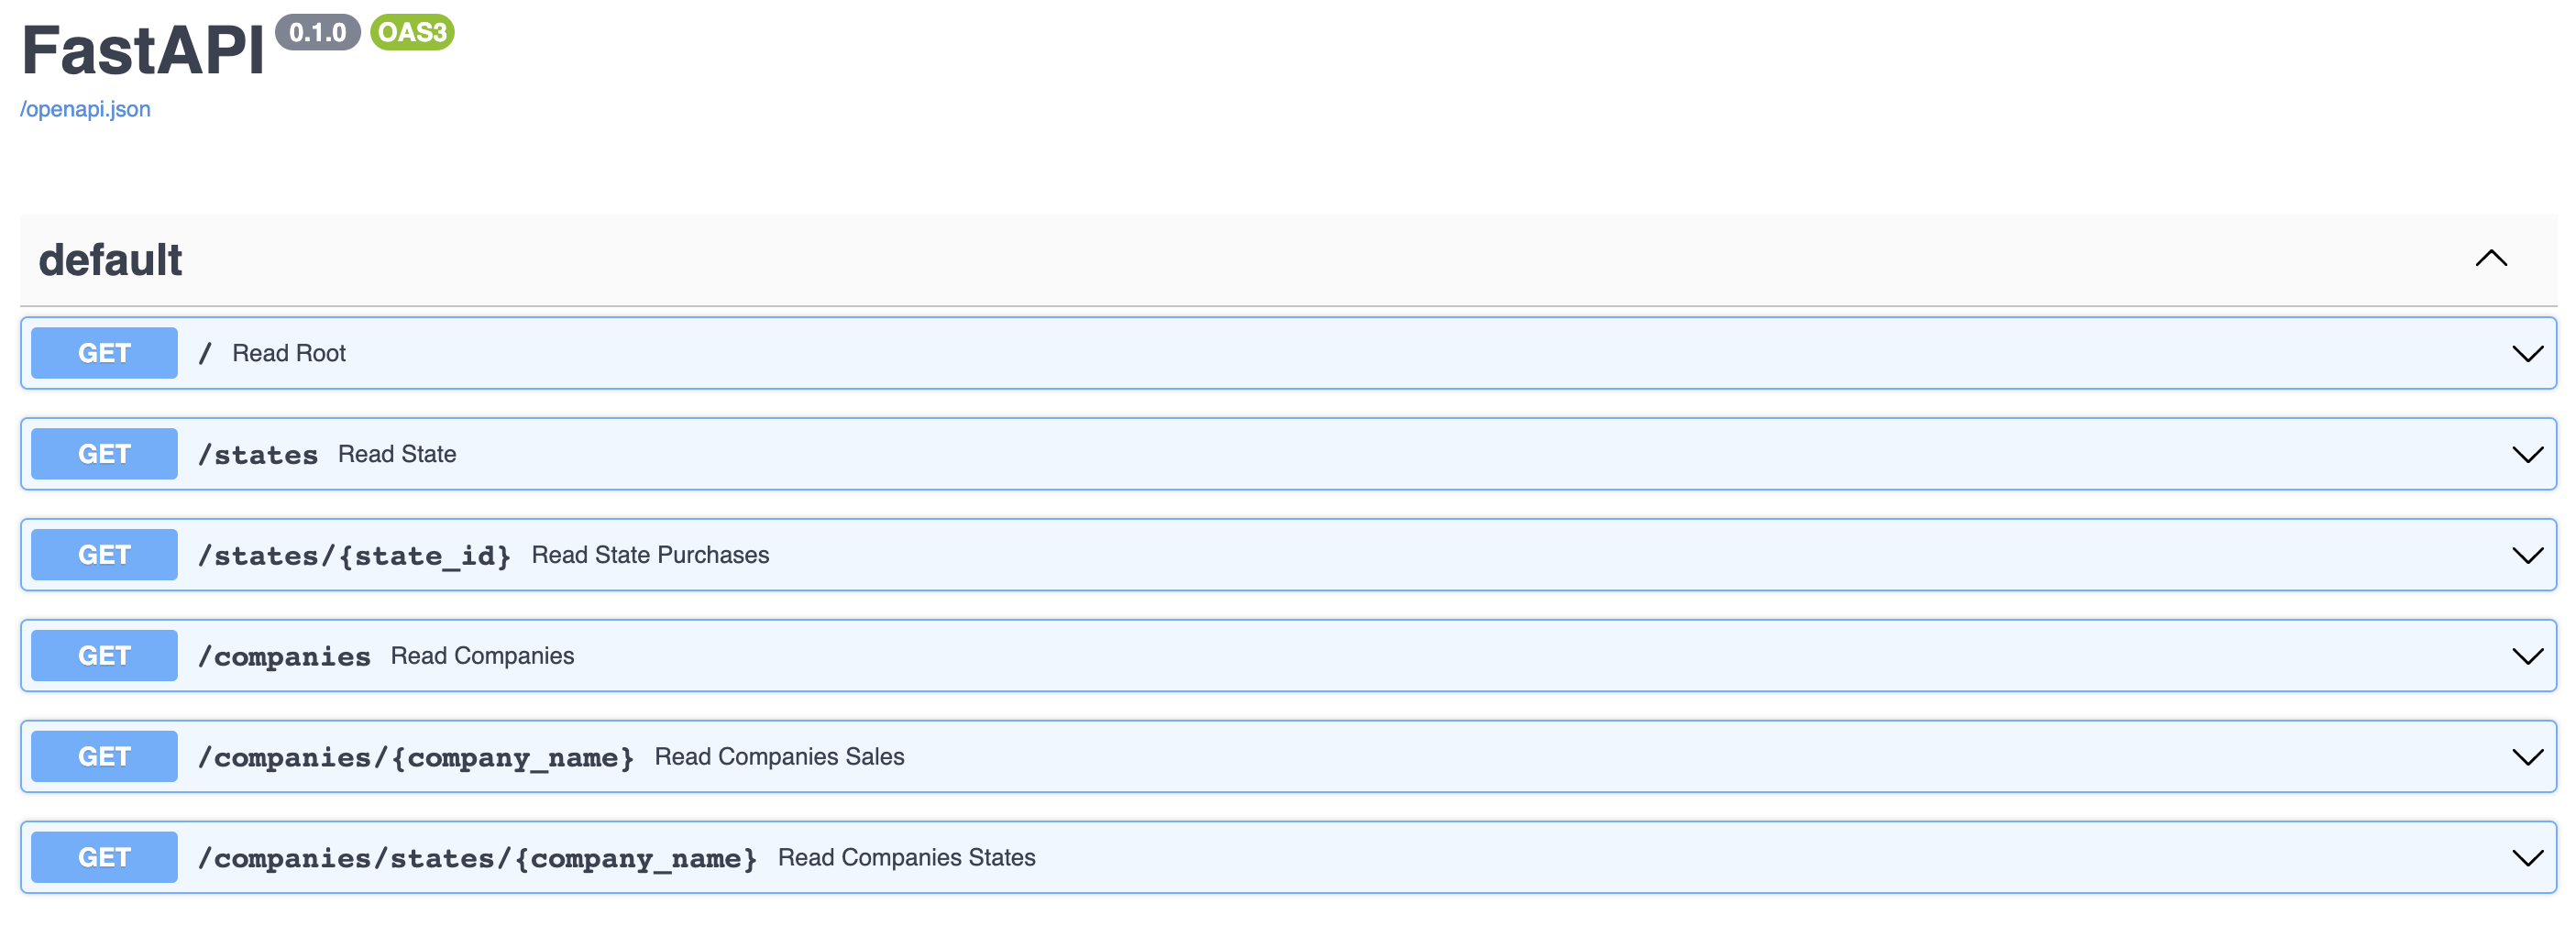 FastAPI 0.1.0 OAS3
/openapi.json
default
GET / Read Root
GET /states Read State
GET /states/{state_id} Read State Purchases
GET /companies Read Companies
GET /companies/{company_name} Read Companies Sales
GET /companies/states/{company_name} Read Companies States